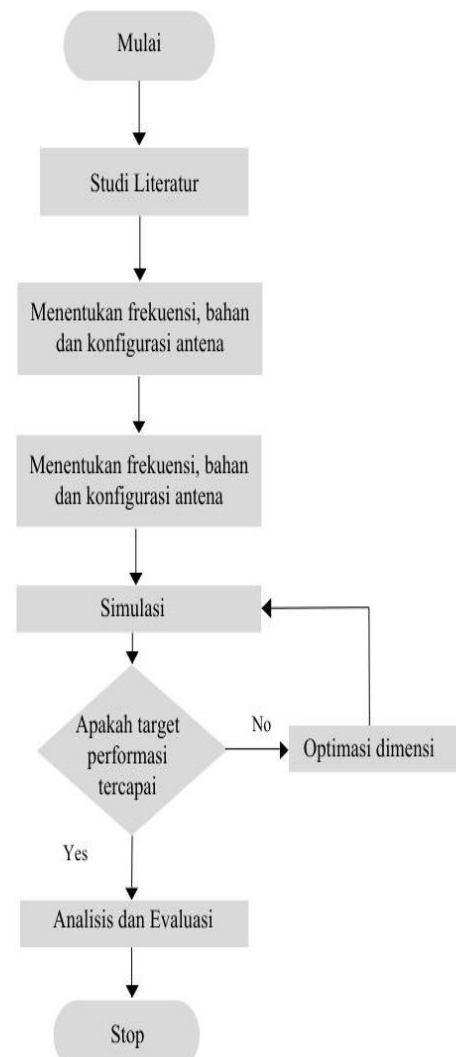 Mulai
Studi Literatur
Menentukan frekuensi, bahan
dan konfigurasi antena
Menentukan frekuensi, bahan
dan konfigurasi antena
Simulasi
Apakah target
performasi
tercapai
No
Optimasi dimensi
Yes
Analisis dan Evaluasi
Stop